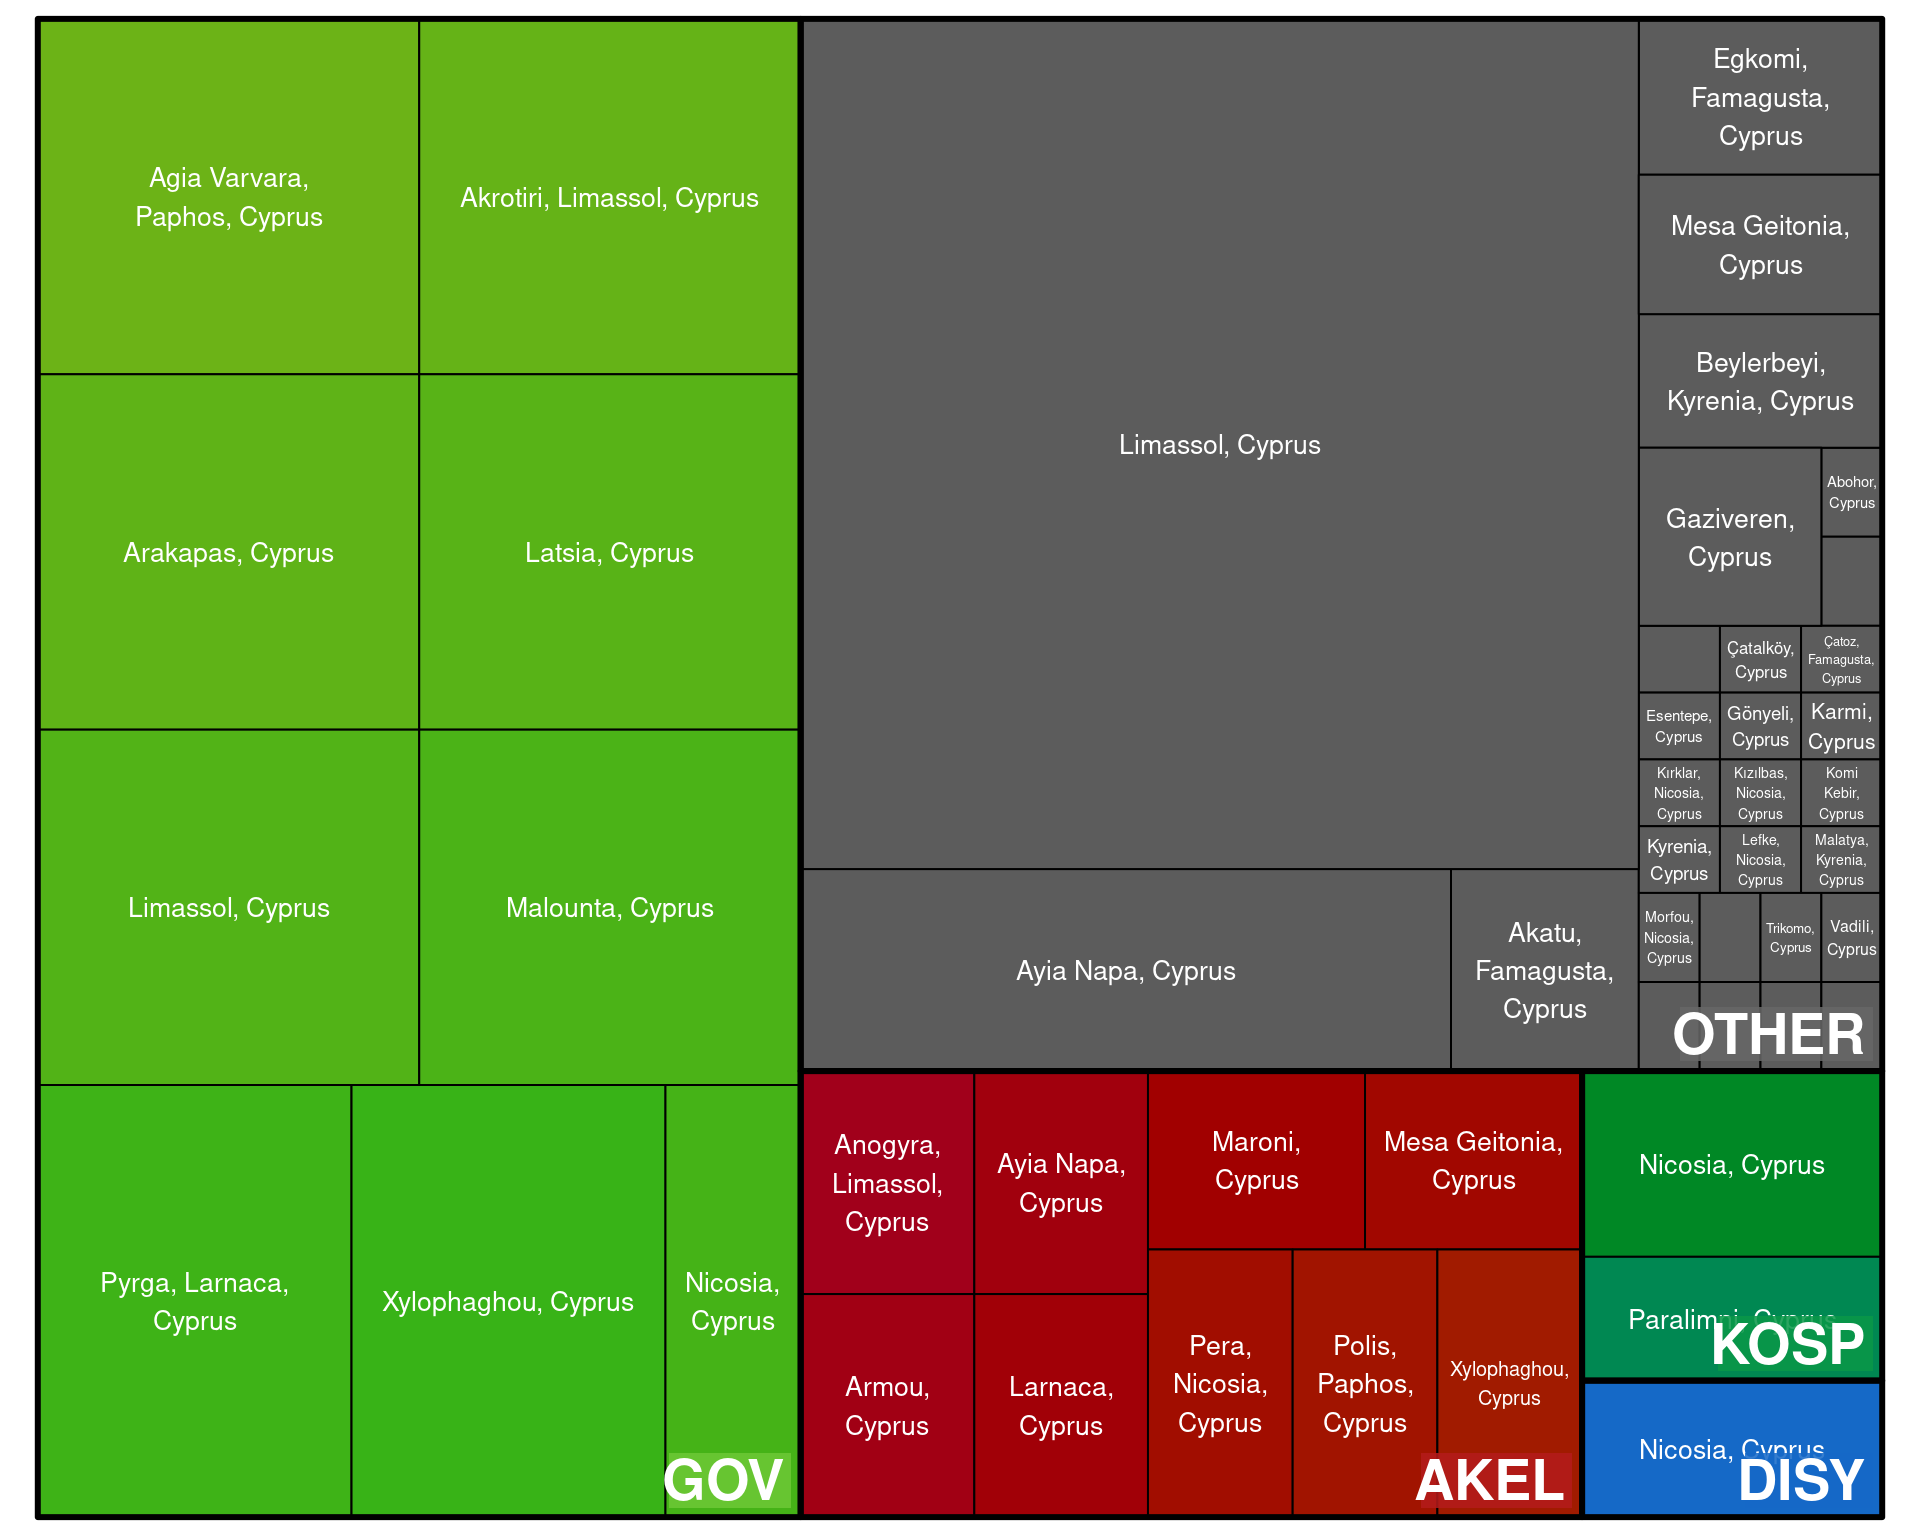 Agia Varvara,
Paphos, Cyprus
Akrotiri, Limassol, Cyprus
Arakapas, Cyprus
Latsia, Cyprus
Limassol, Cyprus
Malounta, Cyprus
Pyrga, Larnaca,
Cyprus
Xylophaghou, Cyprus
Nicosia,
Cyprus
GOV
Limassol, Cyprus
Ayia Napa, Cyprus
Akatu,
Famagusta,
Cyprus
Egkomi,
Famagusta,
Cyprus
Mesa Geitonia,
Cyprus
Beylerbeyi,
Kyrenia, Cyprus
Gaziveren,
Cyprus
Abohor,
Cyprus
Çatalköy,
Cyprus
Çatoz,
Famagusta,
Cyprus
Esentepe,
Cyprus
Gönyeli,
Cyprus
Karmi,
Cyprus
Kırklar,
Nicosia,
Cyprus
Kızılbas,
Nicosia,
Cyprus
Komi
Kebir,
Cyprus
Kyrenia,
Cyprus
Lefke,
Nicosia,
Cyprus
Malatya,
Kyrenia,
Cyprus
Morfou,
Nicosia,
Cyprus
Trikomo,
Cyprus
Vadili,
Cyprus
OTHER
Anogyra,
Limassol,
Cyprus
Ayia Napa,
Cyprus
Armou,
Cyprus
Larnaca,
Cyprus
Maroni,
Cyprus
Mesa Geitonia,
Cyprus
Pera,
Nicosia,
Cyprus
Polis,
Paphos,
Cyprus
Xylophaghou,
Cyprus
AKEL
Nicosia, Cyprus
Paralimni, Cyprus
KOSP
Nicosia, Cyprus
DISY